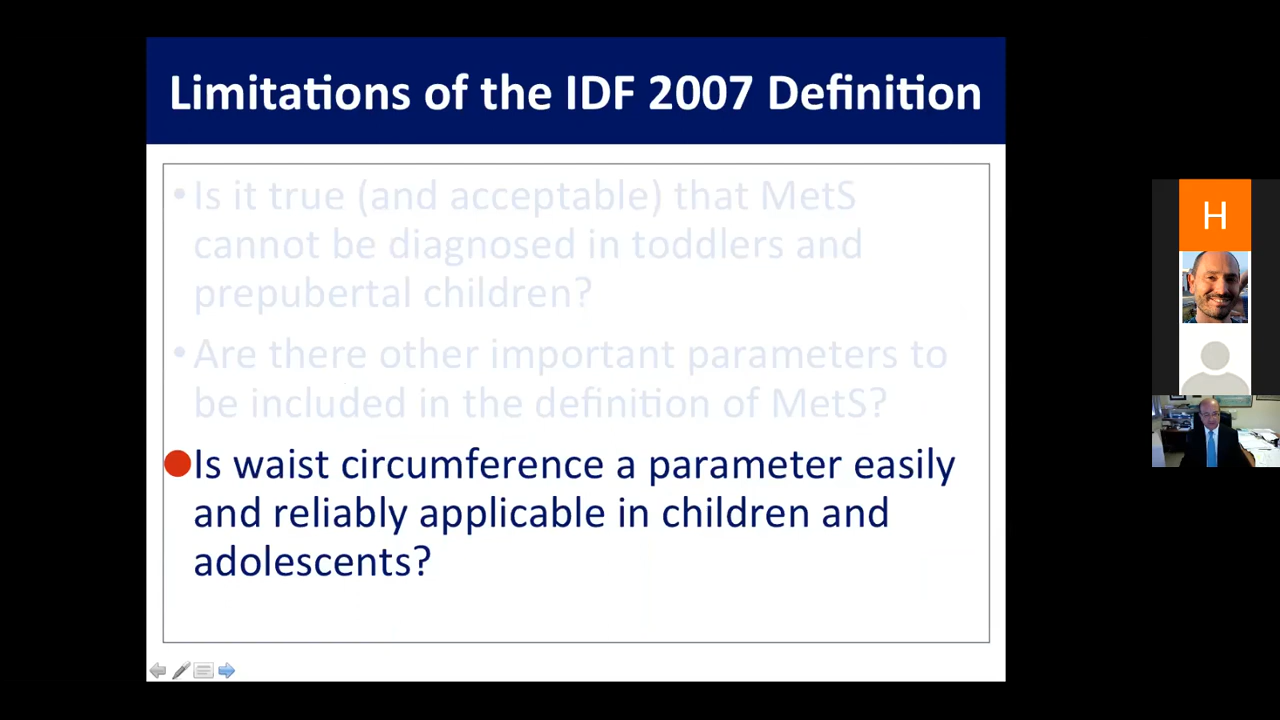 Limitations of the IDF 2007 Definition
• Is it true (and acceptable) that MetS
cannot be diagnosed in toddlers and
prepubertal children?
• Are there other important parameters to
be included in the definition of MetS?
Is waist circumference a parameter easily
and reliably applicable in children and
adolescents?
H